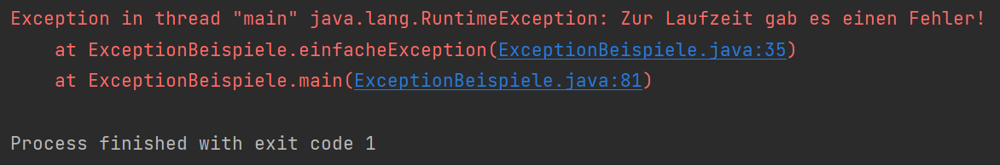 Exception in thread "main" java.lang.RuntimeException: Zur Laufzeit gab es einen Fehler!
    at ExceptionBeispiele.einfacheException(ExceptionBeispiele.java:35)
    at ExceptionBeispiele.main(ExceptionBeispiele.java:81)
Process finished with exit code 1